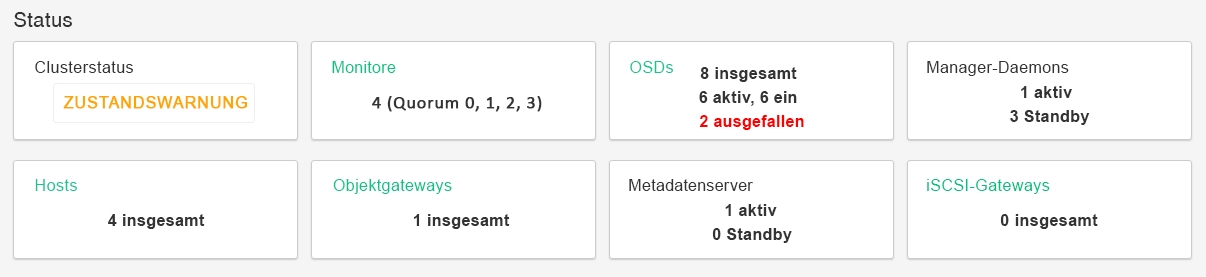 Status
Clusterstatus
ZUSTANDSWARNUNG
Monitore
4 (Quorum 0, 1, 2, 3)
OSDs
8 insgesamt
6 aktiv, 6 ein
2 ausgefallen
Manager-Daemons
1 aktiv
3 Standby
Hosts
4 insgesamt
Objektgateways
1 insgesamt
Metadatenserver
1 aktiv
0 Standby
iSCSI-Gateways
0 insgesamt